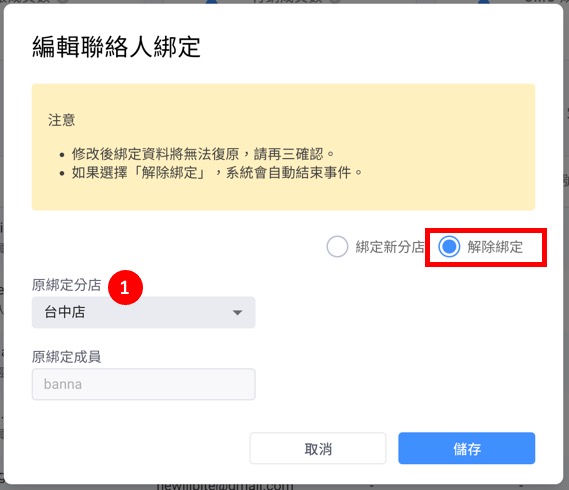 編輯聯絡人綁定
注意
• 修改後綁定資料將無法復原，請再三確認。
• 如果選擇「解除綁定」，系統會自動結束事件。
綁定新分店
解除綁定
原綁定分店
1
台中店
原綁定成員
banna
取消
儲存